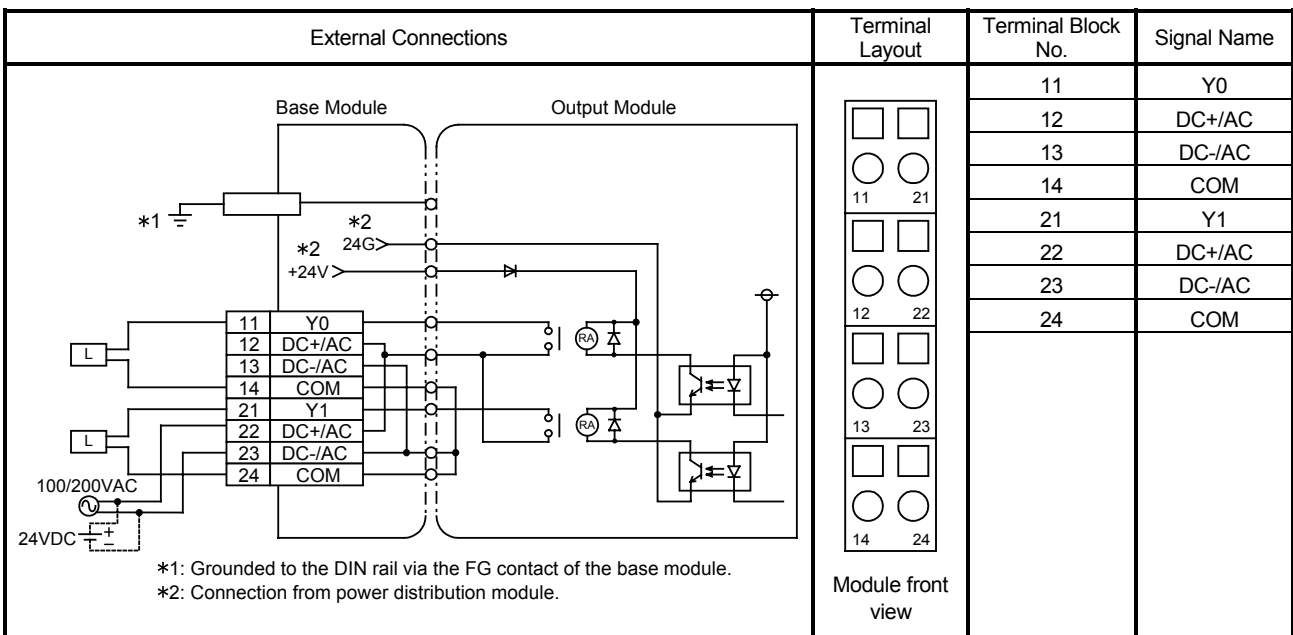 External Connections
Terminal Layout
Terminal Block No.
Signal Name
Base Module
Output Module
∗1
∗2
24G
∗2
+24V
11 Y0
12 DC+/AC
13 DC-/AC
14 COM
21 Y1
22 DC+/AC
23 DC-/AC
24 COM
L
L
RA
RA
100/200VAC
24VDC
+
−
∗1: Grounded to the DIN rail via the FG contact of the base module.
∗2: Connection from power distribution module.
11 21
12 22
13 23
14 24
Module front
view
11 Y0
12 DC+/AC
13 DC-/AC
14 COM
21 Y1
22 DC+/AC
23 DC-/AC
24 COM